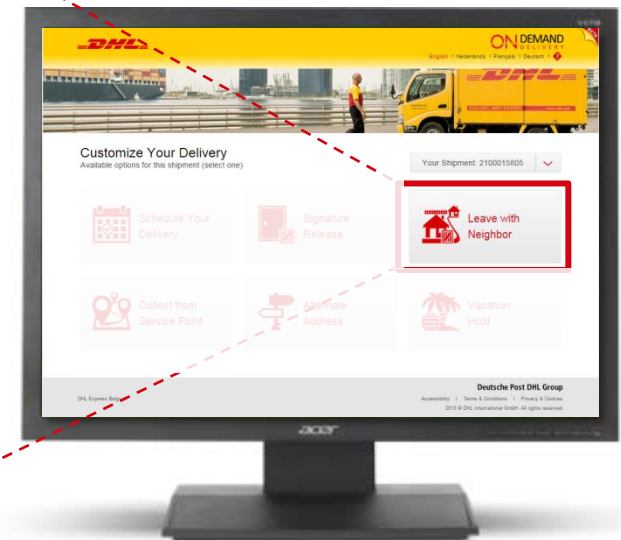 DHL
ON DEMAND
DELIVERY
BETA
English | Nederlands | Français | Deutsch | ?
Customize Your Delivery
Available options for this shipment (select one)
Your Shipment: 2100015805
Schedule Your
Delivery
Signature
Release
Leave with
Neighbor
Collect from
Service Point
Alternate
Address
Vacation
Hold
Deutsche Post DHL Group
Accessibility | Terms & Conditions | Privacy & Cookies
2015 © DHL International GmbH. All rights reserved.
acer